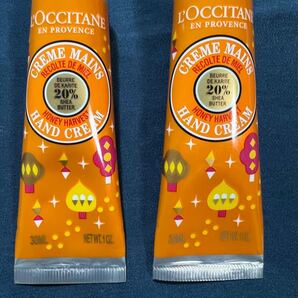 L'OCCITANE
EN PROVENCE
CRÈME MAINS
RÉCOLTE DE MIEL
BEURRE
DE KARITÉ
20%
SHEA
BUTTER
HONEY HARVEST
HAND CREAM
30ML NET WT. 1 OZ.
L'OCCITANE
EN PROVENCE
CRÈME MAINS
RÉCOLTE DE MIEL
BEURRE
DE KARITÉ
20%
SHEA
BUTTER
HONEY HARVEST
HAND CREAM